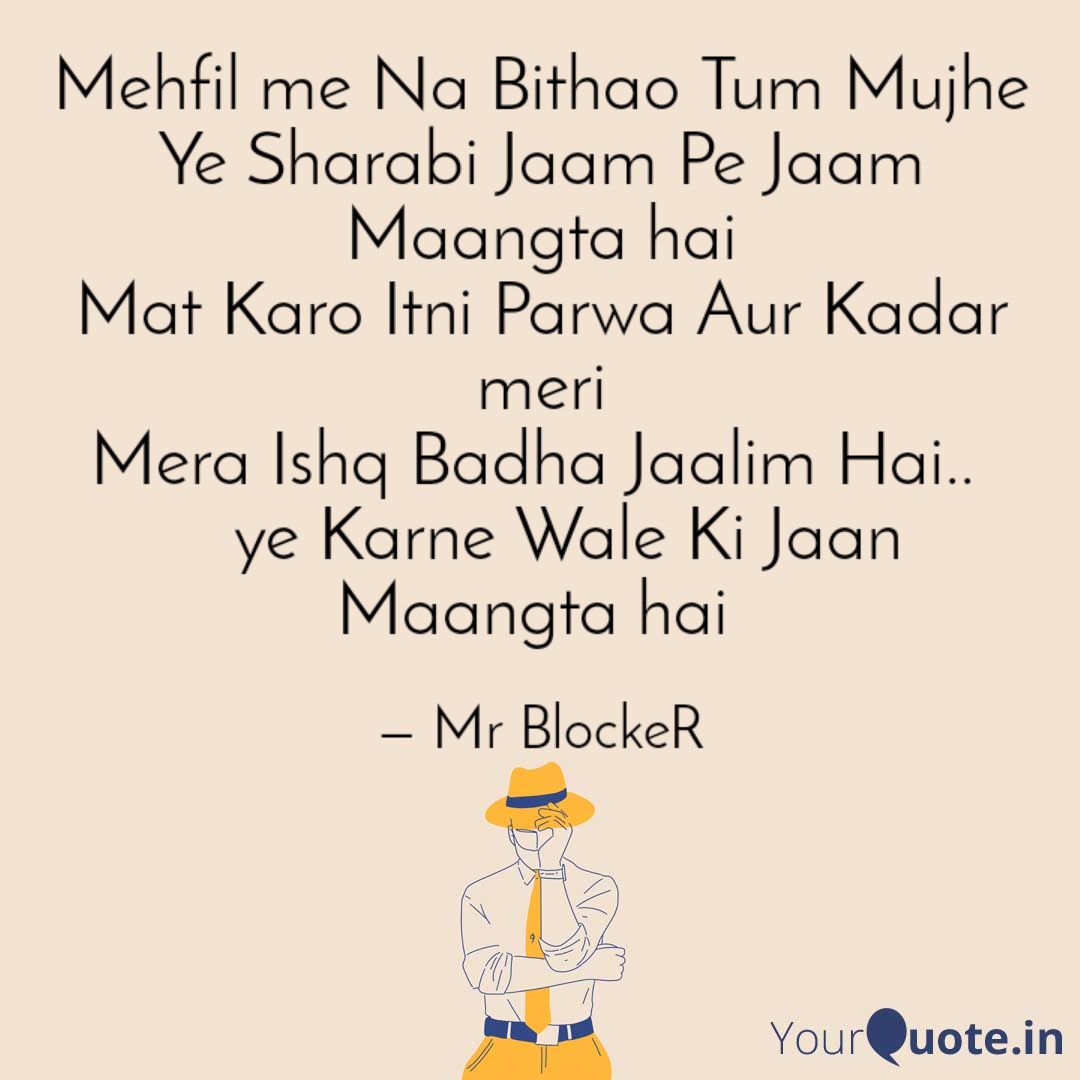 Mehfil me Na Bithao Tum Mujhe
Ye Sharabi Jaam Pe Jaam
Maangta hai
Mat Karo Itni Parwa Aur Kadar
meri
Mera Ishq Badha Jaalim Hai..
ye Karne Wale Ki Jaan
Maangta hai
– Mr BlockeR
YourQuote.in